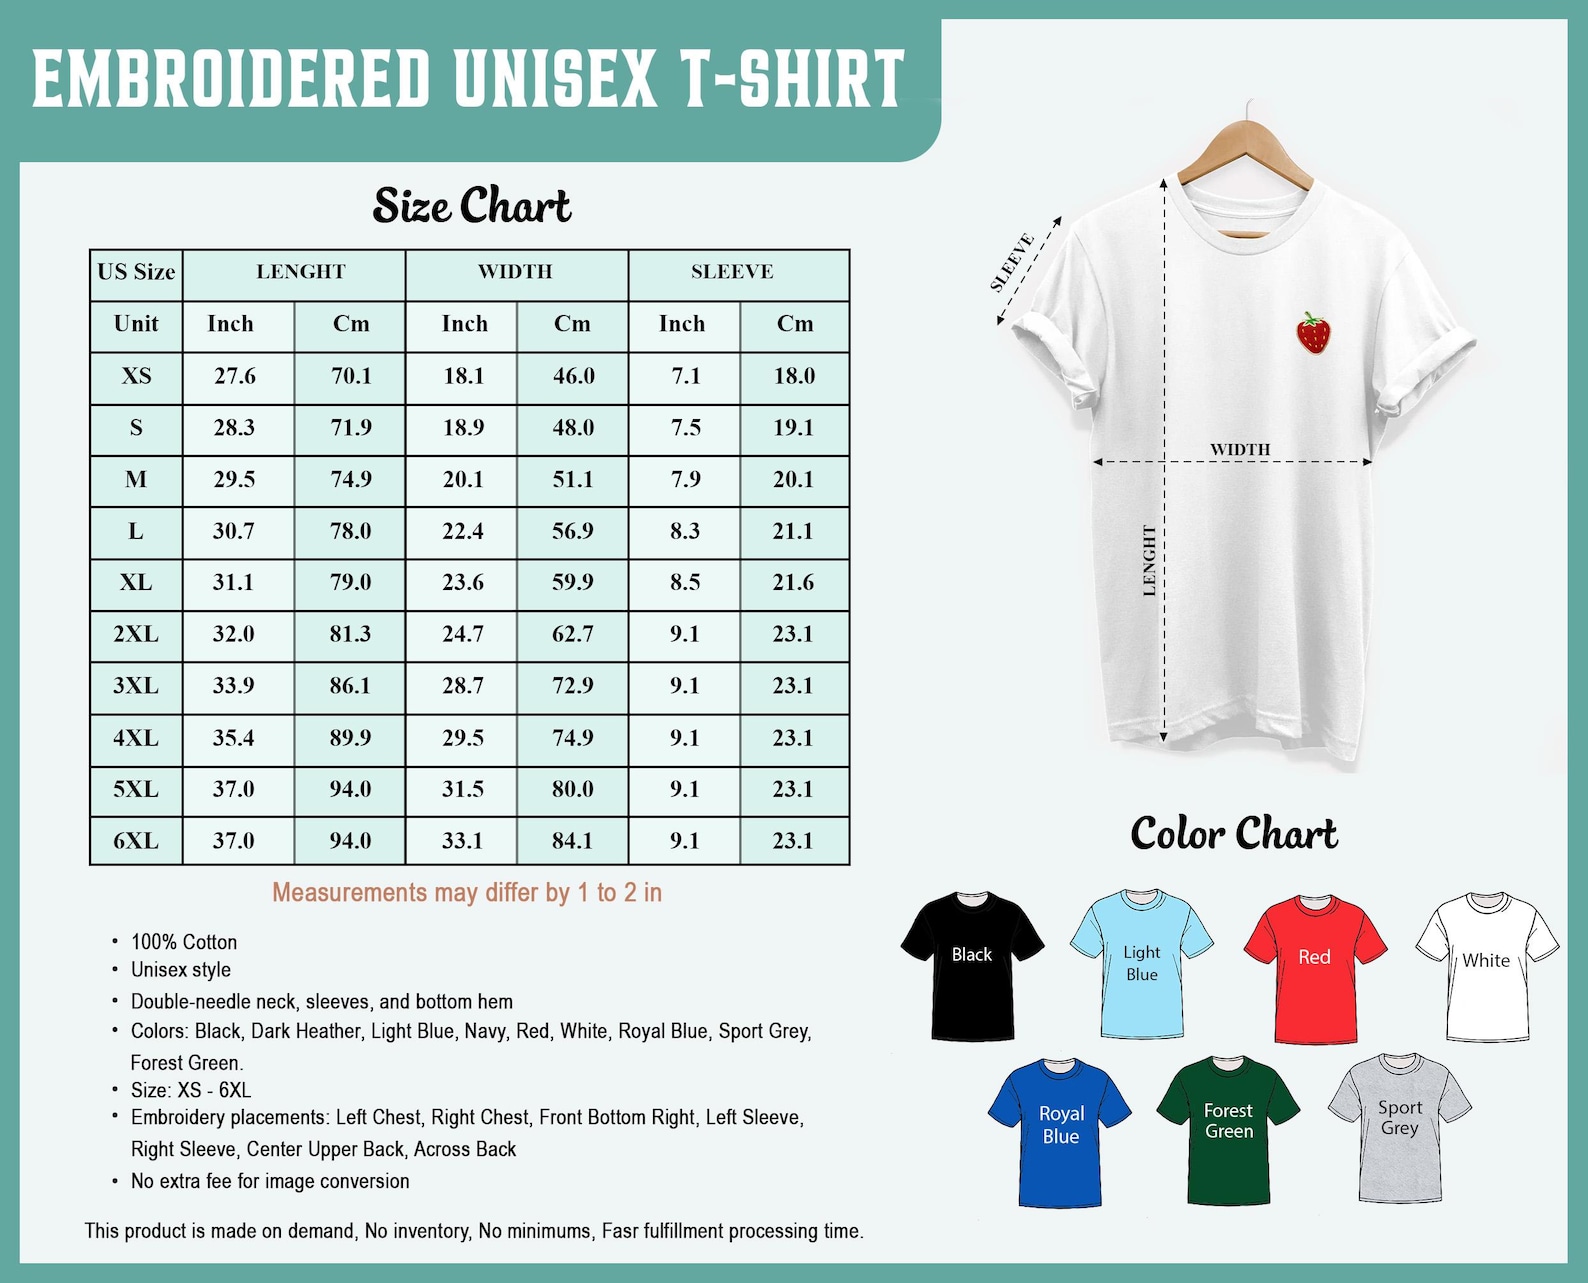 EMBROIDERED UNISEX T-SHIRT
Size Chart
US Size LENGHT WIDTH SLEEVE
Unit Inch Cm Inch Cm Inch Cm
XS 27.6 70.1 18.1 46.0 7.1 18.0
S 28.3 71.9 18.9 48.0 7.5 19.1
M 29.5 74.9 20.1 51.1 7.9 20.1
L 30.7 78.0 22.4 56.9 8.3 21.1
XL 31.1 79.0 23.6 59.9 8.5 21.6
2XL 32.0 81.3 24.7 62.7 9.1 23.1
3XL 33.9 86.1 28.7 72.9 9.1 23.1
4XL 35.4 89.9 29.5 74.9 9.1 23.1
5XL 37.0 94.0 31.5 80.0 9.1 23.1
6XL 37.0 94.0 33.1 84.1 9.1 23.1
Measurements may differ by 1 to 2 in
• 100% Cotton
• Unisex style
• Double-needle neck, sleeves, and bottom hem
• Colors: Black, Dark Heather, Light Blue, Navy, Red, White, Royal Blue, Sport Grey,
Forest Green.
• Size: XS - 6XL
• Embroidery placements: Left Chest, Right Chest, Front Bottom Right, Left Sleeve,
Right Sleeve, Center Upper Back, Across Back
• No extra fee for image conversion
This product is made on demand, No inventory, No minimums, Fasr fulfillment processing time.
SLEEVE
WIDTH
LENGHT
Color Chart
Black
Light
Blue
Red
White
Royal
Blue
Forest
Green
Sport
Grey